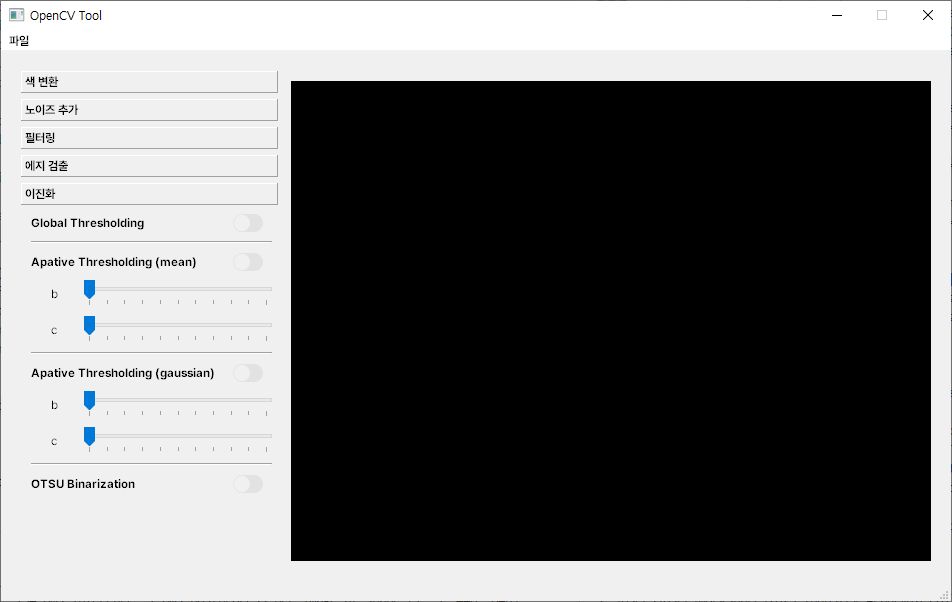 OpenCV Tool
파일
색 변환
노이즈 추가
필터링
에지 검출
이진화
Global Thresholding
Apative Thresholding (mean)
b
c
Apative Thresholding (gaussian)
b
c
OTSU Binarization